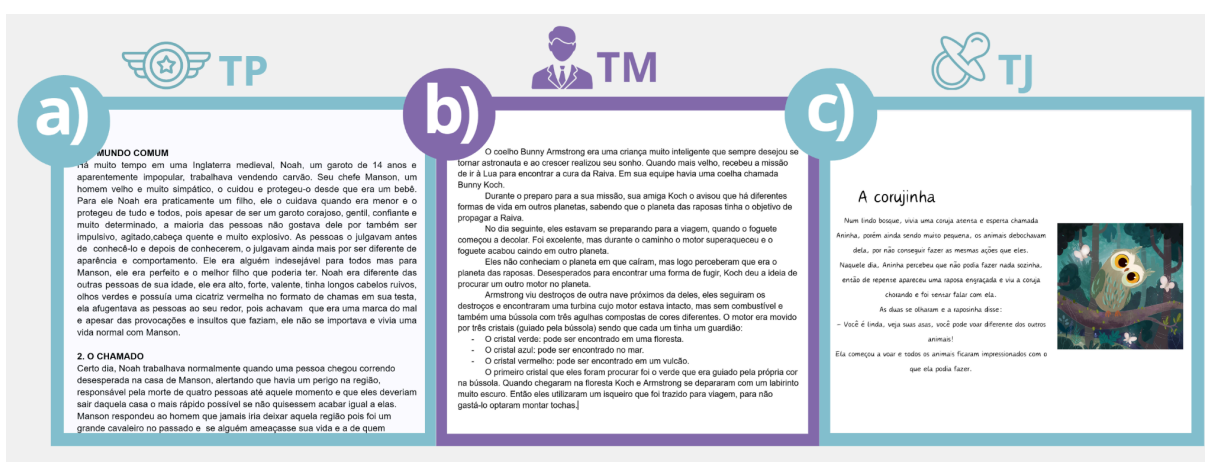 TP
TM
TJ
a)
b)
c)
MUNDO COMUM
Há muito tempo em uma Inglaterra medieval, Noah, um garoto de 14 anos e
aparentemente impopular, trabalhava vendendo carvão. Seu chefe Manson, um
homem velho e muito simpático, o cuidou e protegeu-o desde que era um bebê.
Para ele Noah era praticamente um filho, ele o cuidava quando era menor e o
protegeu de tudo e todos, pois apesar de ser um garoto corajoso, gentil, confiante e
muito determinado, a maioria das pessoas não gostava dele por também ser
impulsivo, agitado,cabeça quente e muito explosivo. As pessoas o julgavam antes
de conhecê-lo e depois de conhecerem, o julgavam ainda mais por ser diferente de
aparência e comportamento. Ele era alguém indesejável para todos mas para
Manson, ele era perfeito e o melhor filho que poderia ter. Noah era diferente das
outras pessoas de sua idade, ele era alto, forte, valente, tinha longos cabelos ruivos,
olhos verdes e possuía uma cicatriz vermelha no formato de chamas em sua testa,
ela afugentava as pessoas ao seu redor, pois achavam que era uma marca do mal
e apesar das provocações e insultos que faziam, ele não se importava e vivia uma
vida normal com Manson.
2. O CHAMADO
Certo dia, Noah trabalhava normalmente quando uma pessoa chegou correndo
desesperada na casa de Manson, alertando que havia um perigo na região,
responsável pela morte de quatro pessoas até aquele momento e que eles deveriam
sair daquela casa o mais rápido possível se não quisessem acabar igual a elas.
Manson respondeu ao homem que jamais iria deixar aquela região pois foi um
grande cavaleiro no passado e se alguém ameaçasse sua vida e a de quem
O coelho Bunny Armstrong era uma criança muito inteligente que sempre desejou se
tornar astronauta e ao crescer realizou seu sonho. Quando mais velho, recebeu a missão
de ir à Lua para encontrar a cura da Raiva. Em sua equipe havia uma coelha chamada
Bunny Koch.
Durante o preparo para a sua missão, sua amiga Koch o avisou que há diferentes
formas de vida em outros planetas, sabendo que o planeta das raposas tinha o objetivo de
propagar a Raiva.
No dia seguinte, eles estavam se preparando para a viagem, quando o foguete
começou a decolar. Foi excelente, mas durante o caminho o motor superaqueceu e o
foguete acabou caindo em outro planeta.
Eles não conheciam o planeta em que caíram, mas logo perceberam que era o
planeta das raposas. Desesperados para encontrar uma forma de fugir, Koch deu a ideia de
procurar um outro motor no planeta.
Armstrong viu destroços de outra nave próximos da deles, eles seguiram os
destroços e encontraram uma turbina cujo motor estava intacto, mas sem combustível e
também uma bússola com três agulhas compostas de cores diferentes. O motor era movido
por três cristais (guiado pela bússola) sendo que cada um tinha um guardião:
- O cristal verde: pode ser encontrado em uma floresta.
- O cristal azul: pode ser encontrado no mar.
- O cristal vermelho: pode ser encontrado em um vulcão.
O primeiro cristal que eles foram procurar foi o verde que era guiado pela própria cor
na bússola. Quando chegaram na floresta Koch e Armstrong se depararam com um labirinto
muito escuro. Então eles utilizaram um isqueiro que foi trazido para viagem, para não
gastá-lo optaram montar tochas.
A corujinha
Num lindo bosque, vivia uma coruja atenta e esperta chamada
Aninha, porém ainda sendo muito pequena, os animais debochavam
dela, por não conseguir fazer as mesmas ações que eles.
Naquele dia, Aninha percebeu que não podia fazer nada sozinha,
então de repente apareceu uma raposa engraçada e viu a coruja
chorando e foi tentar falar com ela.
As duas se olharam e a raposinha disse:
– Você é linda, veja suas asas, você pode voar diferente dos outros
animais!
Ela começou a voar e todos os animais ficaram impressionados com o
que ela podia fazer.